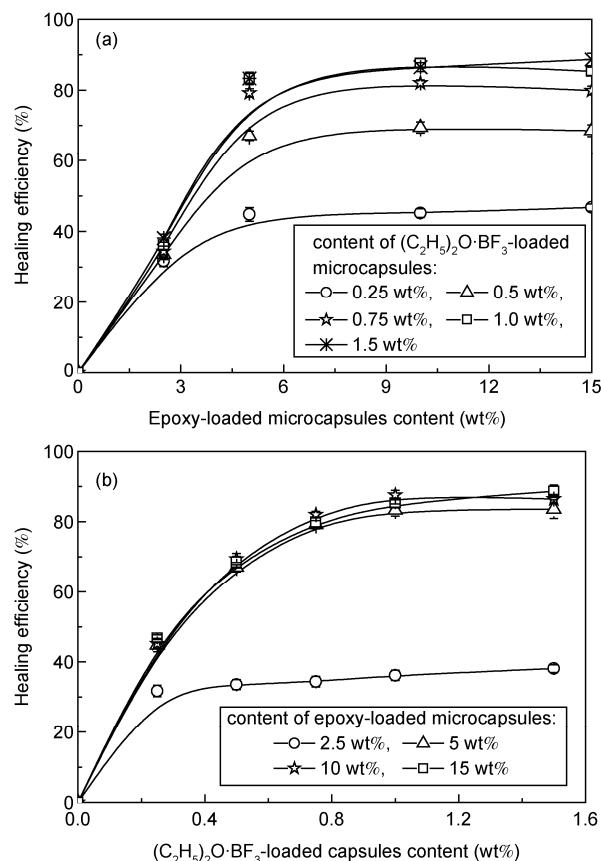 (a)
100
80
60
40
20
0
Healing efficiency (%)
content of (C₂H₅)₂O·BF₃-loaded
microcapsules:
0.25 wt%, 0.5 wt%,
0.75 wt%, 1.0 wt%,
1.5 wt%
0 3 6 9 12 15
Epoxy-loaded microcapsules content (wt%)
(b)
100
80
60
40
20
0
Healing efficiency (%)
content of epoxy-loaded microcapsules:
2.5 wt%, 5 wt%
10 wt%, 15 wt%
0.0 0.4 0.8 1.2 1.6
(C₂H₅)₂O·BF₃-loaded capsules content (wt%)